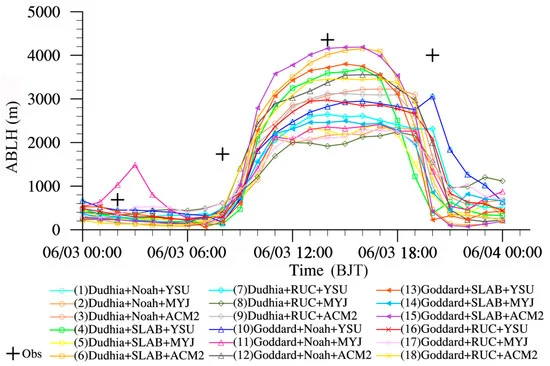 5000
4000
3000
2000
1000
0
ABLH (m)
06/03 00:00 06/03 06:00 06/03 12:00 06/03 18:00 06/04 00:00
Time (BJT)
(1)Dudhia+Noah+YSU (7)Dudhia+RUC+YSU (13)Goddard+SLAB+YSU
(2)Dudhia+Noah+MYJ (8)Dudhia+RUC+MYJ (14)Goddard+SLAB+MYJ
(3)Dudhia+Noah+ACM2 (9)Dudhia+RUC+ACM2 (15)Goddard+SLAB+ACM2
(4)Dudhia+SLAB+YSU (10)Goddard+Noah+YSU (16)Goddard+RUC+YSU
(5)Dudhia+SLAB+MYJ (11)Goddard+Noah+MYJ (17)Goddard+RUC+MYJ
(6)Dudhia+SLAB+ACM2 (12)Goddard+Noah+ACM2 (18)Goddard+RUC+ACM2
Obs